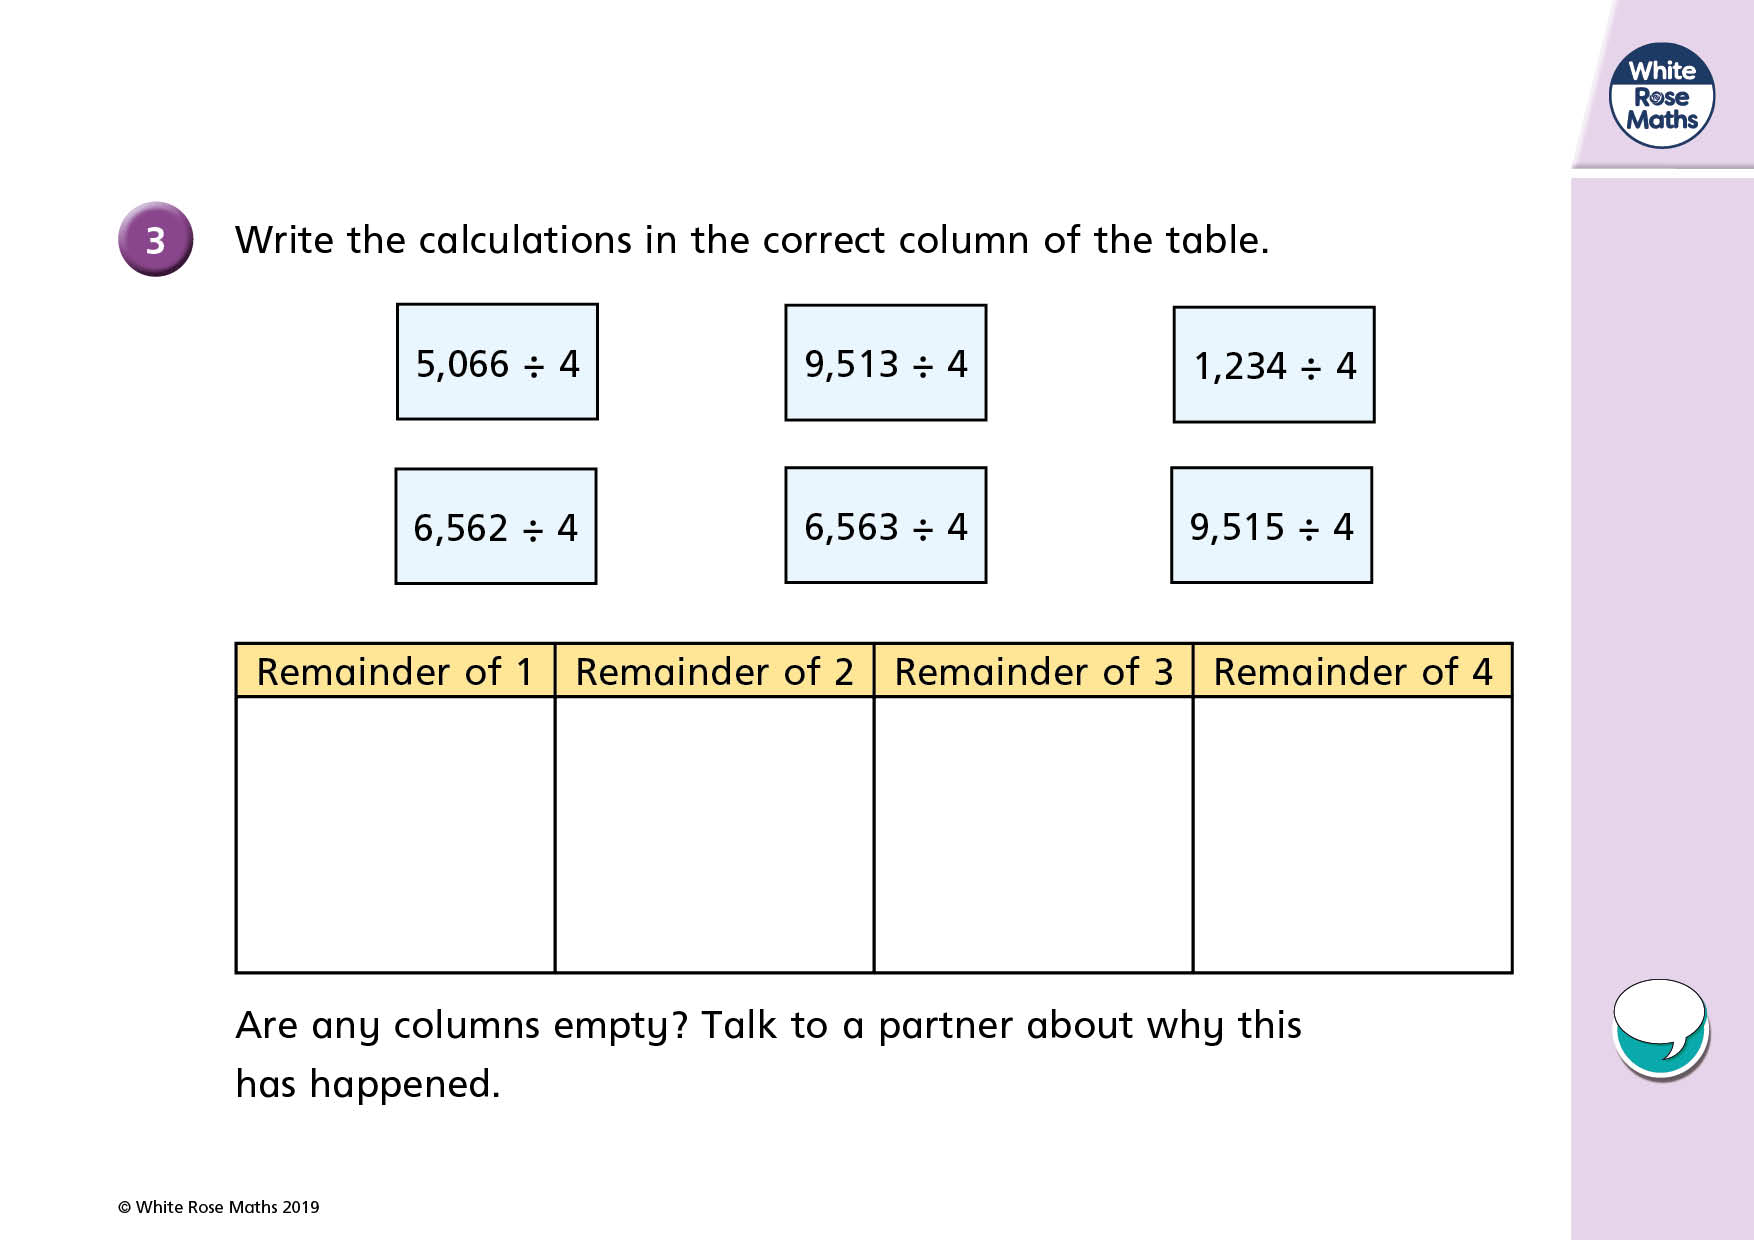 White
Rose
Maths
3 Write the calculations in the correct column of the table.
5,066 ÷ 4 9,513 ÷ 4 1,234 ÷ 4
6,562 ÷ 4 6,563 ÷ 4 9,515 ÷ 4
Remainder of 1 Remainder of 2 Remainder of 3 Remainder of 4
Are any columns empty? Talk to a partner about why this
has happened.
© White Rose Maths 2019